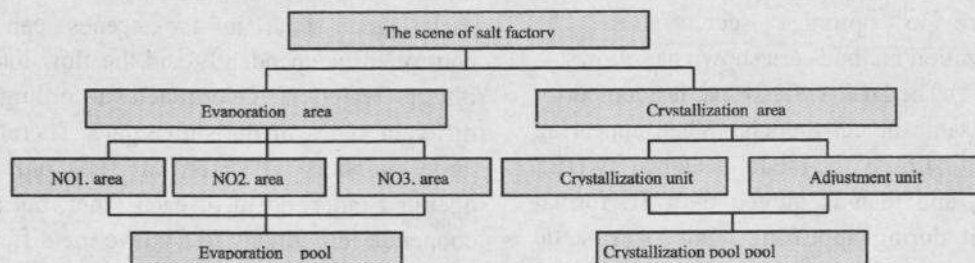 The scene of salt factory
Evaporation area
Crystallization area
NO1. area
NO2. area
NO3. area
Crystallization unit
Adjustment unit
Evaporation pool
Crystallization pool pool